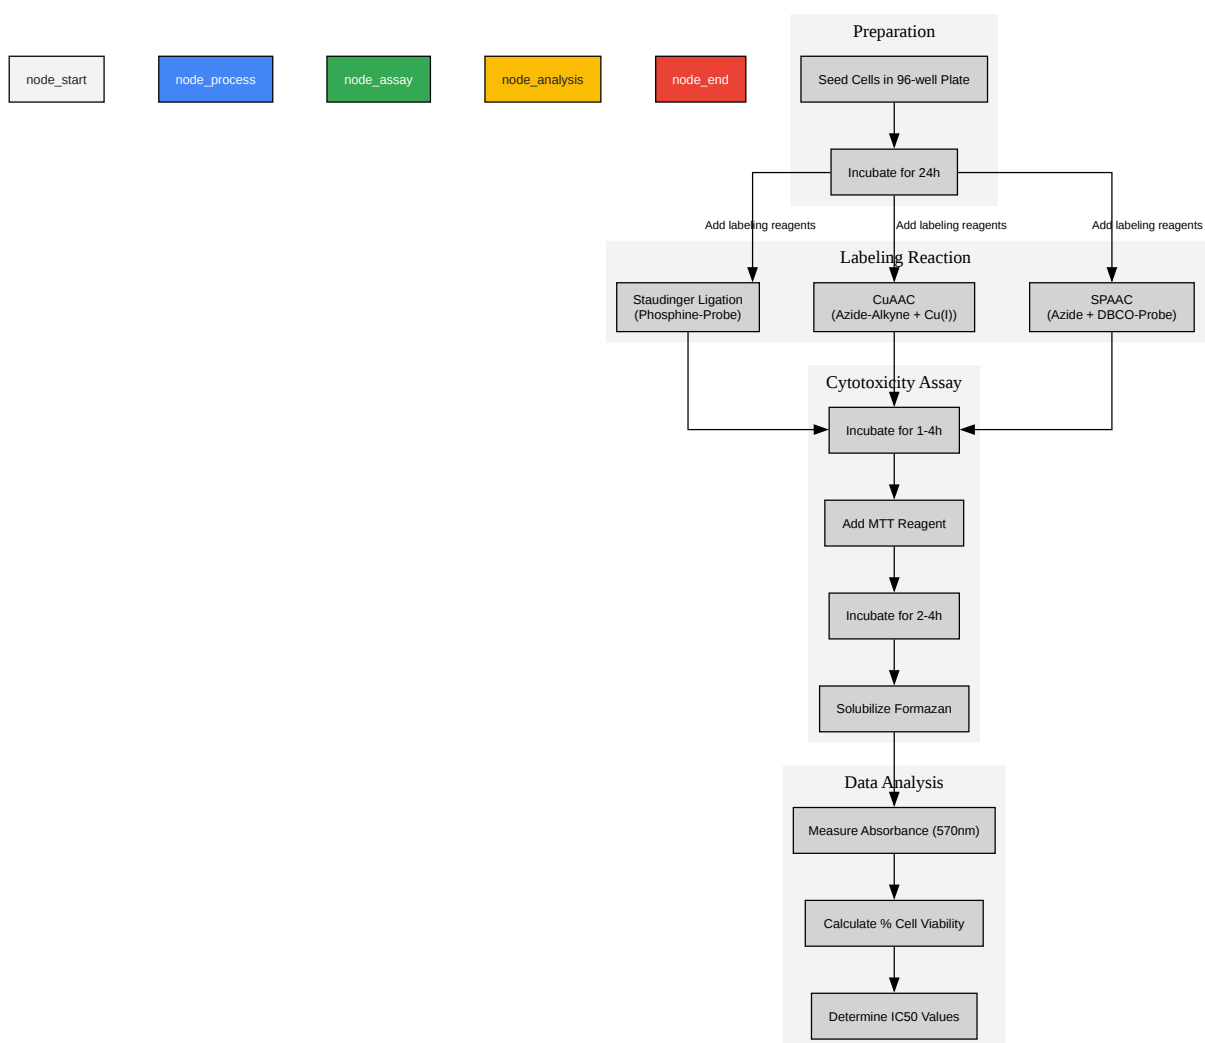 Preparation
node_start
node_process
node_assay
node_analysis
node_end
Seed Cells in 96-well Plate
Incubate for 24h
Add labeling reagents
Add labeling reagents
Add labeling reagents
Labeling Reaction
Staudinger Ligation
(Phosphine-Probe)
CuAAC
(Azide-Alkyne + Cu(I))
SPAAC
(Azide + DBCO-Probe)
Cytotoxicity Assay
Incubate for 1-4h
Add MTT Reagent
Incubate for 2-4h
Solubilize Formazan
Data Analysis
Measure Absorbance (570nm)
Calculate % Cell Viability
Determine IC50 Values